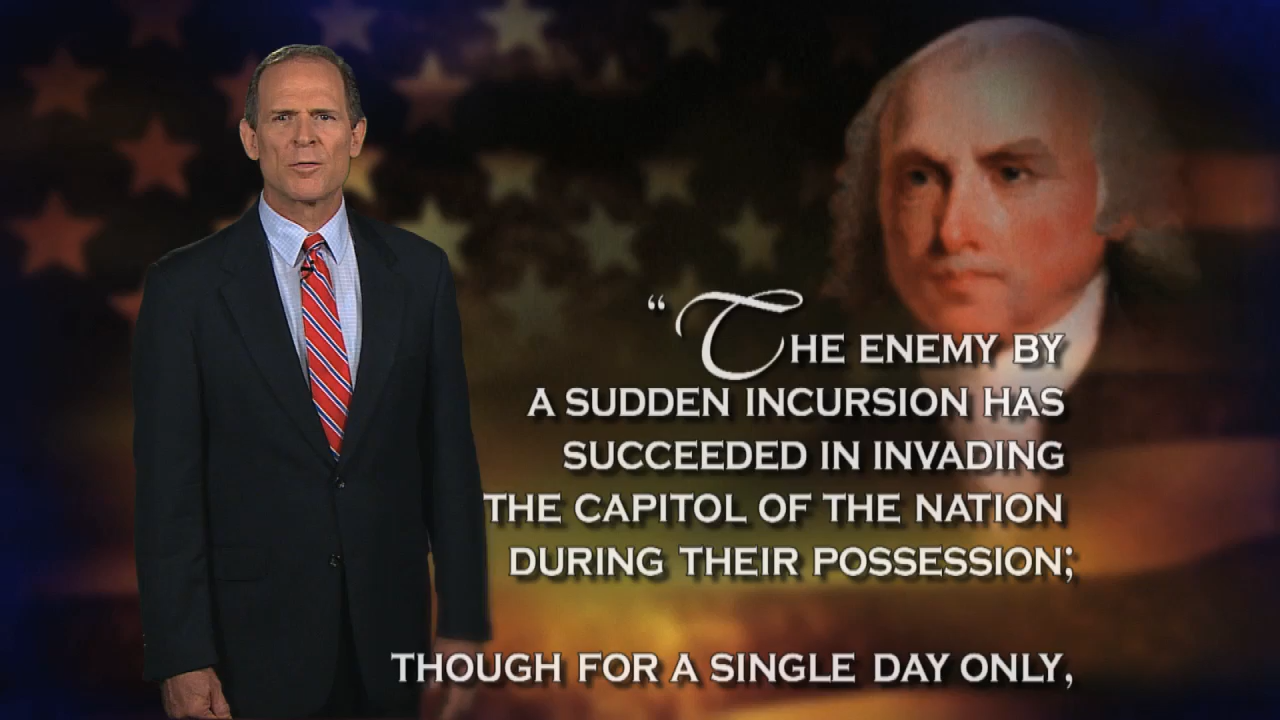 “THE ENEMY BY
A SUDDEN INCURSION HAS
SUCCEEDED IN INVADING
THE CAPITOL OF THE NATION
DURING THEIR POSSESSION;
THOUGH FOR A SINGLE DAY ONLY,